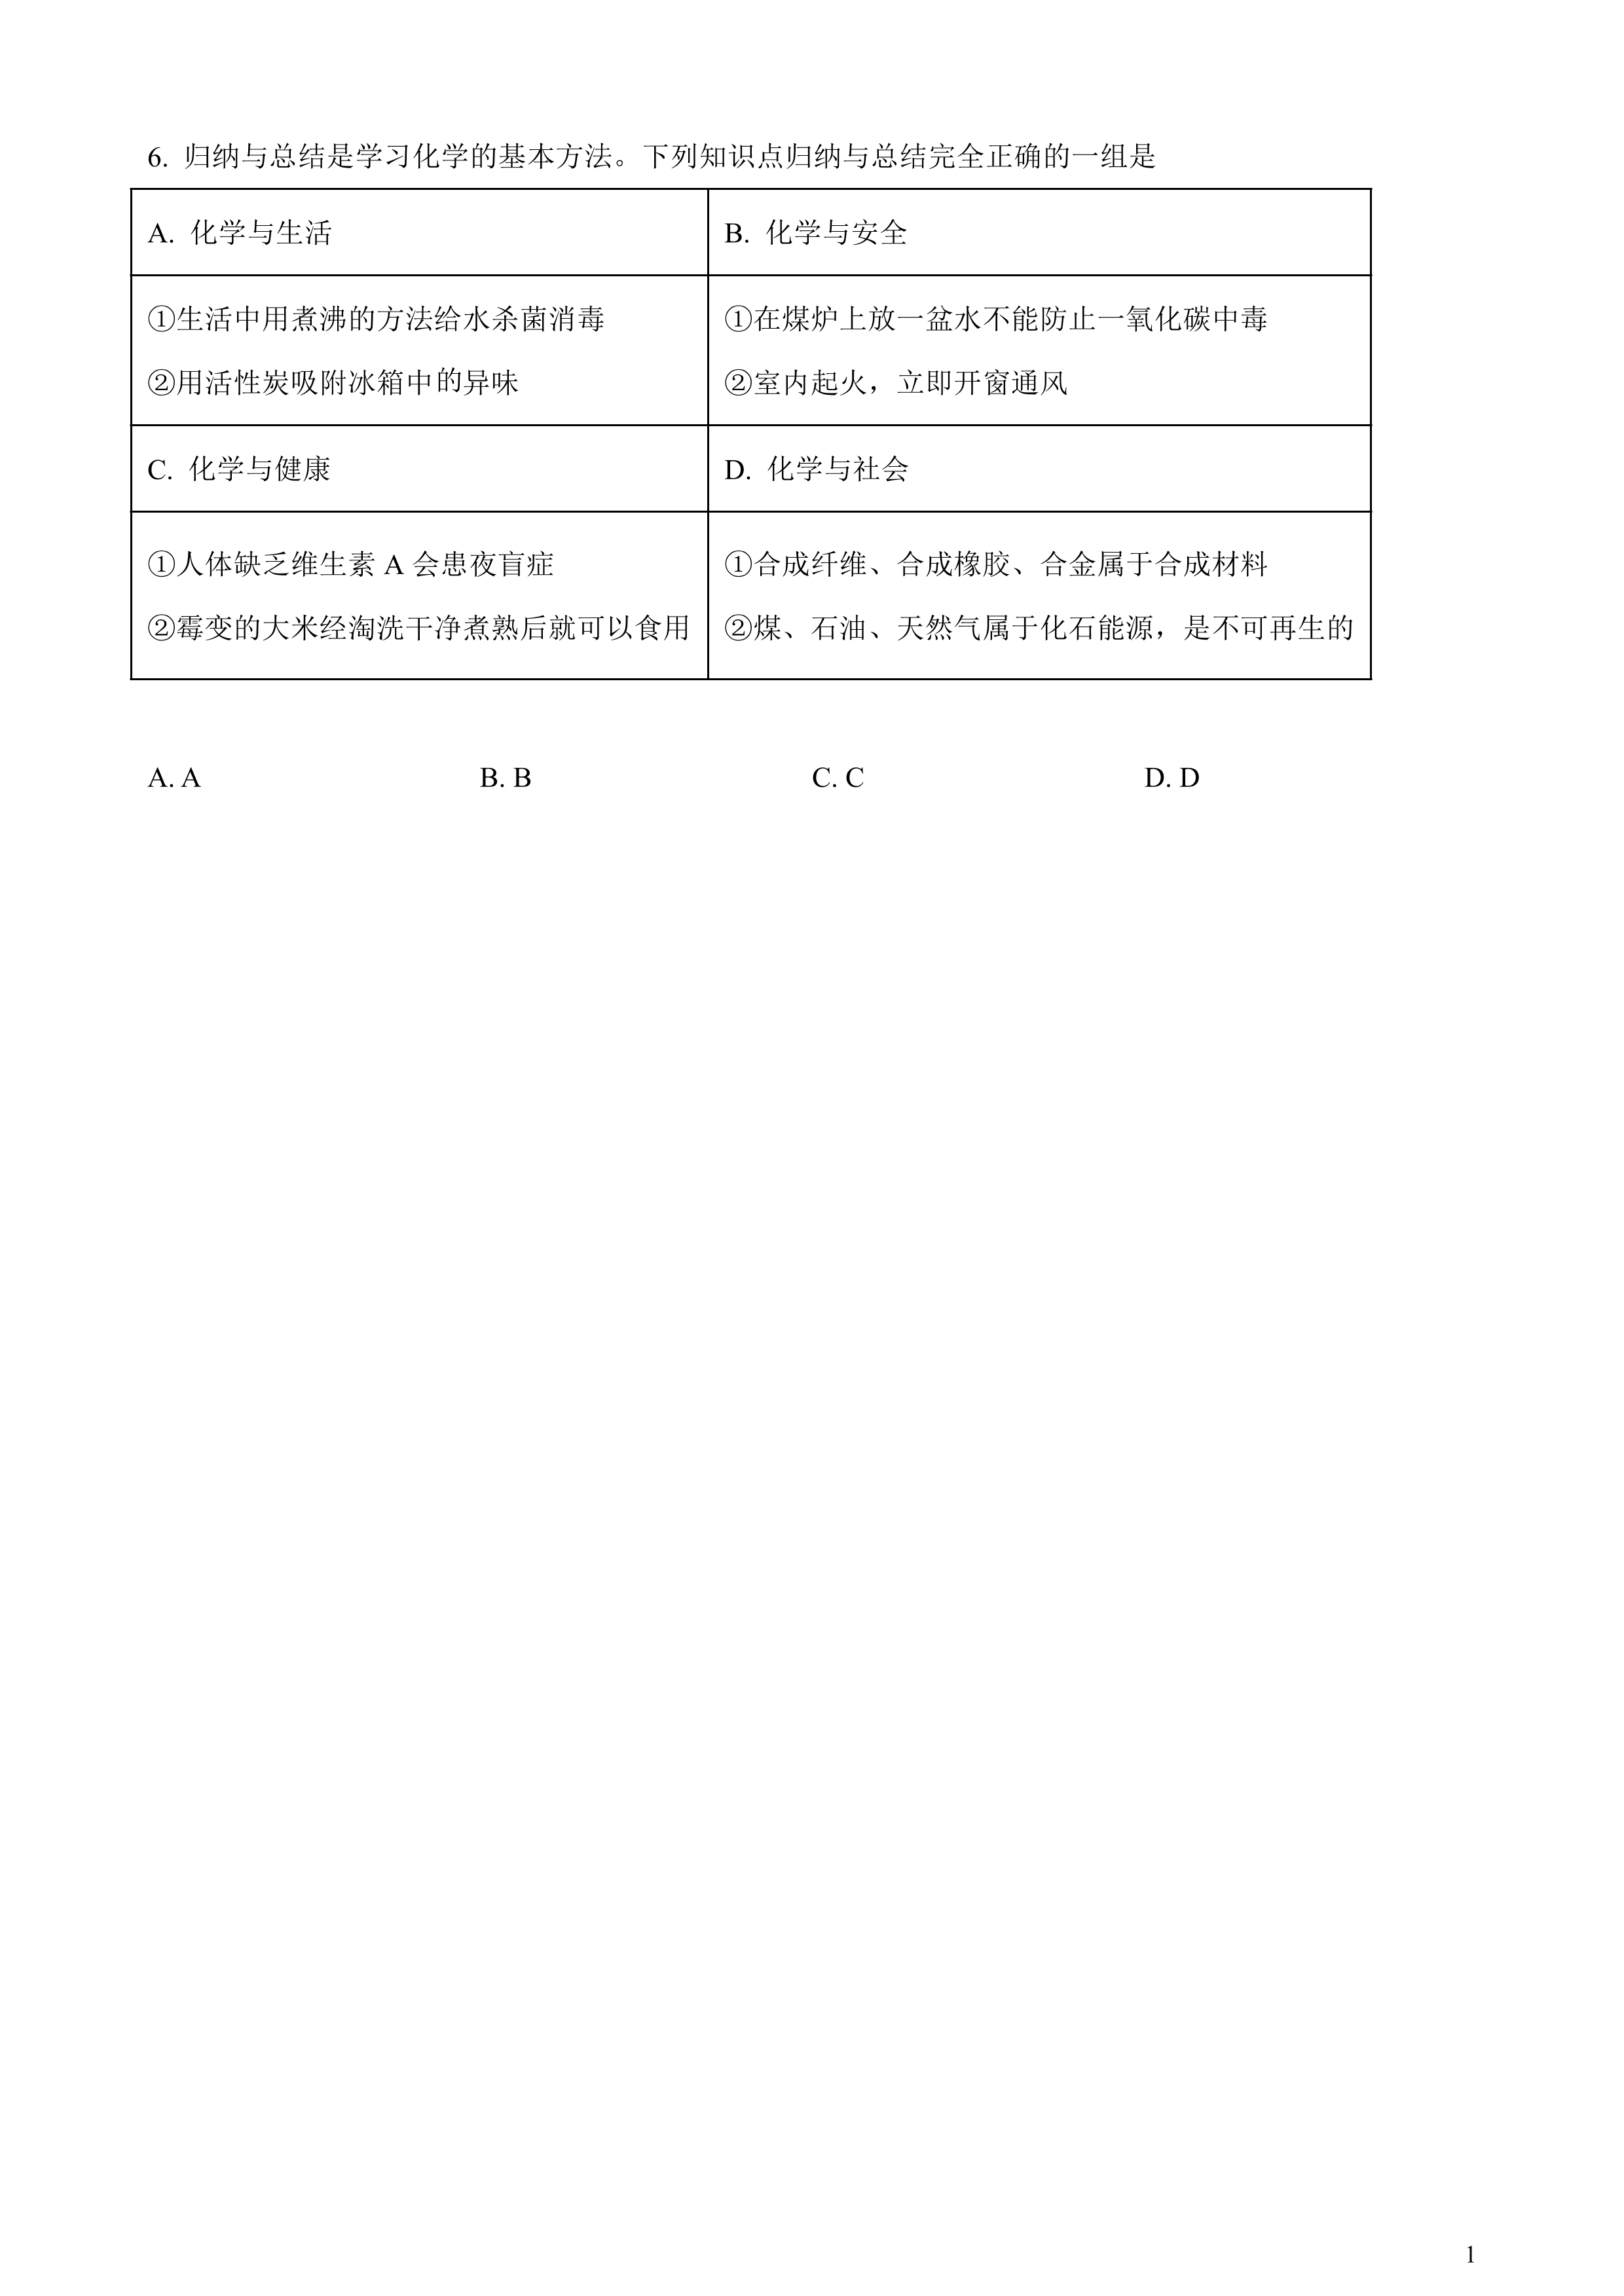 6. 归纳与总结是学习化学的基本方法。下列知识点归纳与总结完全正确的一组是
A. 化学与生活
B. 化学与安全
①生活中用煮沸的方法给水杀菌消毒
②用活性炭吸附冰箱中的异味
①在煤炉上放一盆水不能防止一氧化碳中毒
②室内起火，立即开窗通风
C. 化学与健康
D. 化学与社会
①人体缺乏维生素 A 会患夜盲症
②霉变的大米经淘洗干净煮熟后就可以食用
①合成纤维、合成橡胶、合金属于合成材料
②煤、石油、天然气属于化石能源，是不可再生的
A. A B. B C. C D. D
1